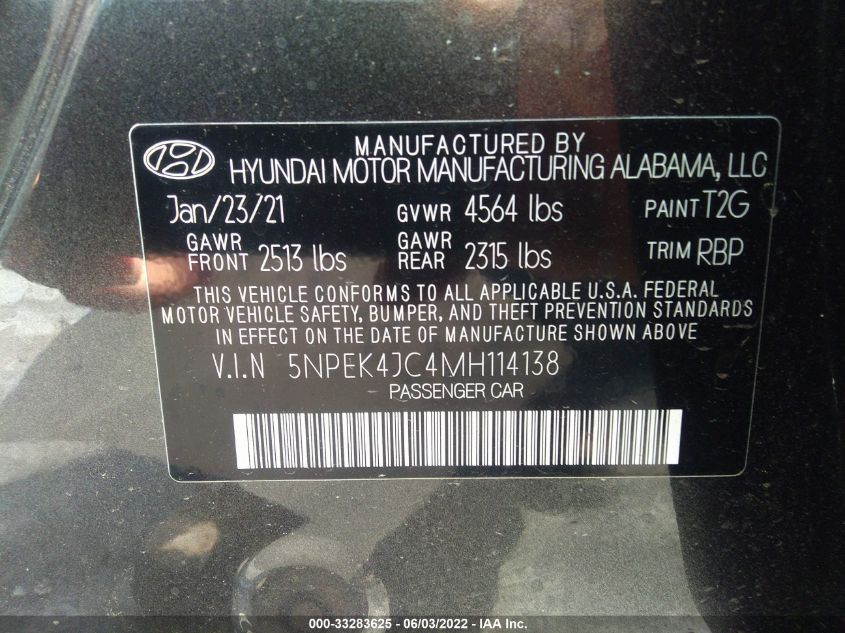 MANUFACTURED BY
HYUNDAI MOTOR MANUFACTURING ALABAMA, LLC
Jan/23/21 GVWR 4564 lbs PAINT T2G
GAWR FRONT 2513 lbs GAWR REAR 2315 lbs TRIM RBP
THIS VEHICLE CONFORMS TO ALL APPLICABLE U.S.A. FEDERAL
MOTOR VEHICLE SAFETY, BUMPER, AND THEFT PREVENTION STANDARDS
IN EFFECT ON THE DATE OF MANUFACTURE SHOWN ABOVE
V.I.N 5NPEK4JC4MH114138
PASSENGER CAR
000-33283625 - 06/03/2022 - © IAA Inc.